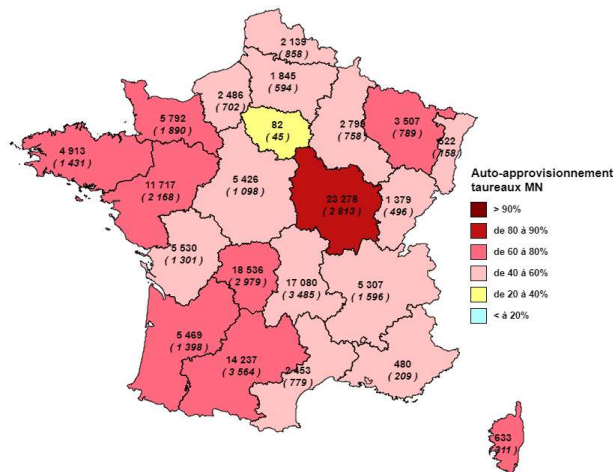 2 139
( 858)
1 845
( 594)
2 486
( 702)
5 792
( 1 890)
2 798
( 758)
3 507
( 789)
82
( 45)
4 913
( 1 431)
11 717
( 2 168)
5 426
( 1 098)
23 278
( 2 813)
1 379
( 496)
5 530
( 1 301)
18 536
( 2 979)
17 080
( 3 485)
5 307
( 1 596)
5 469
( 1 398)
14 237
( 3 564)
2 453
( 779)
480
( 209)
633
Auto-approvisionnement
taureaux MN
> 90%
de 80 à 90%
de 60 à 80%
de 40 à 60%
de 20 à 40%
< à 20%